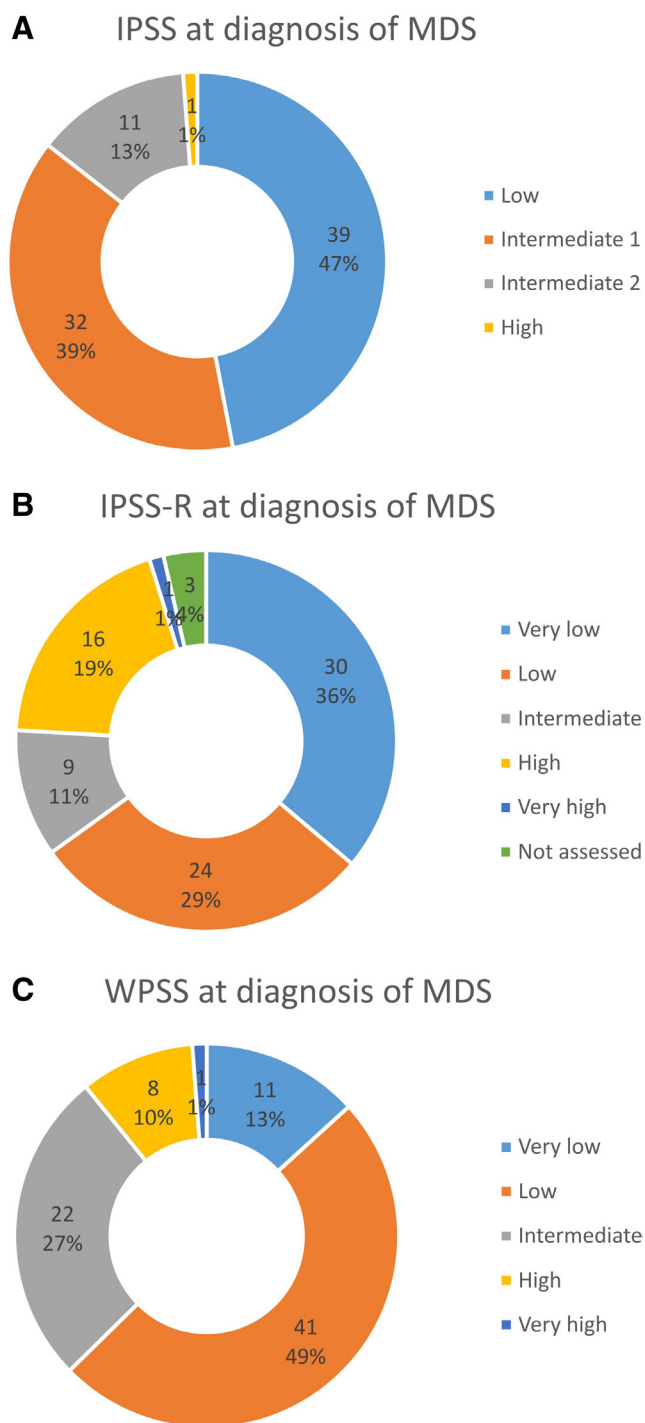 A
IPSS at diagnosis of MDS
1
1%
11
13%
39
47%
32
39%
Low
Intermediate 1
Intermediate 2
High
B
IPSS-R at diagnosis of MDS
1
1%
3
4%
16
19%
30
36%
9
11%
24
29%
Very low
Low
Intermediate
High
Very high
Not assessed
C
WPSS at diagnosis of MDS
8
10%
1
1%
11
13%
22
27%
41
49%
Very low
Low
Intermediate
High
Very high